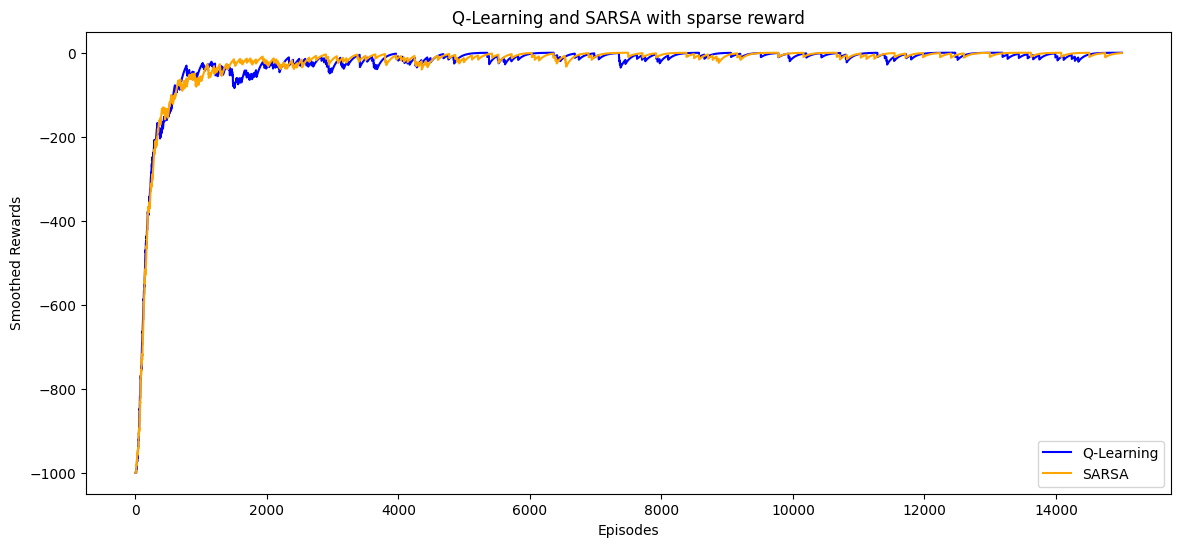 Q-Learning and SARSA with sparse reward
Smoothed Rewards
0
−200
−400
−600
−800
−1000
0 2000 4000 6000 8000 10000 12000 14000
Episodes
Q-Learning
SARSA